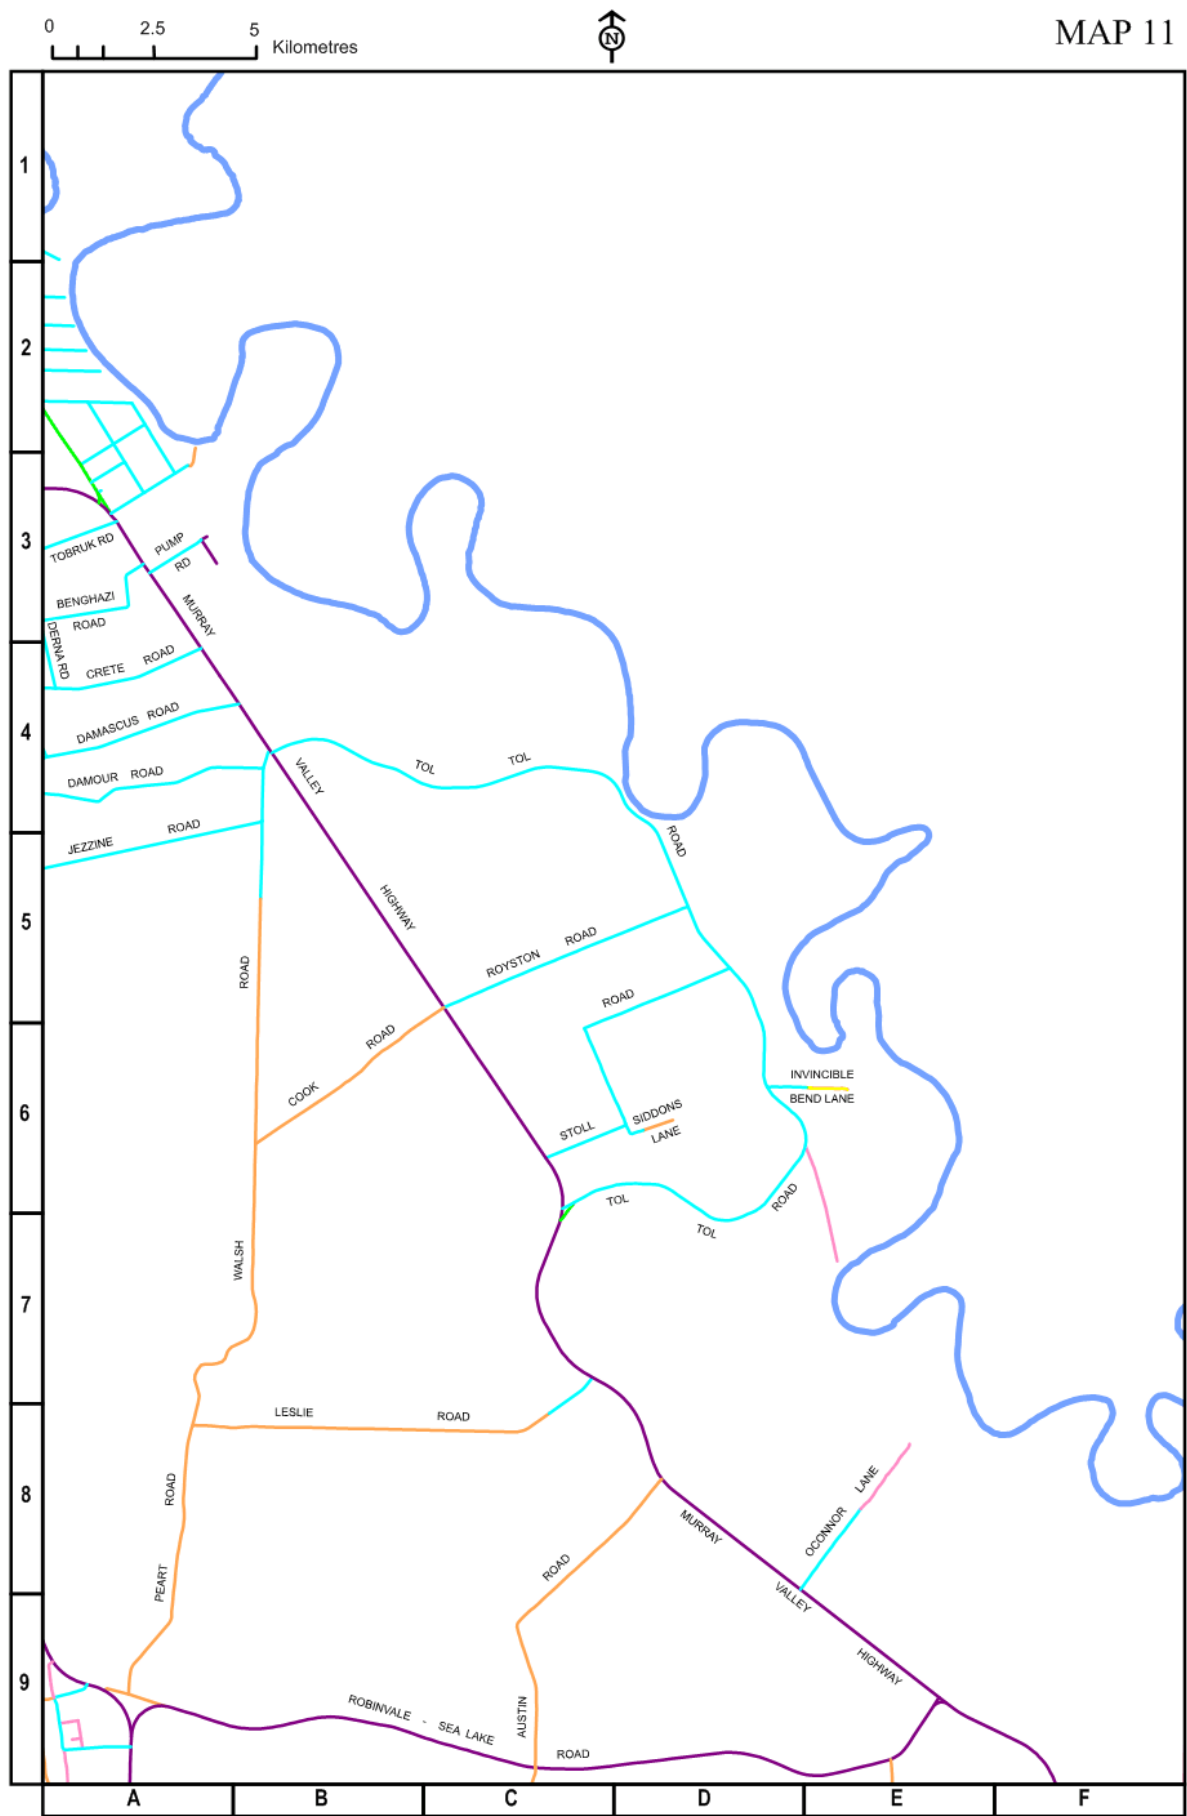 0 2.5 5 Kilometres
N
MAP 11
1
2
3
TOBRUK RD
PUMP
RD
BENGHAZI
ROAD
MURRAY
DERNA RD
CRETE ROAD
4
DAMASCUS ROAD
DAMOUR ROAD
VALLEY
TOL
TOL
JEZZINE ROAD
ROAD
5
HIGHWAY
ROYSTON ROAD
ROAD
ROAD
6
COOK ROAD
STOLL
SIDDONS
LANE
INVINCIBLE
BEND LANE
TOL
TOL
ROAD
7
WALSH
LESLIE ROAD
8
ROAD
PEART
ROAD
MURRAY
OCONNOR LANE
VALLEY
9
HIGHWAY
ROBINVALE - SEA LAKE
AUSTIN
ROAD
A B C D E F